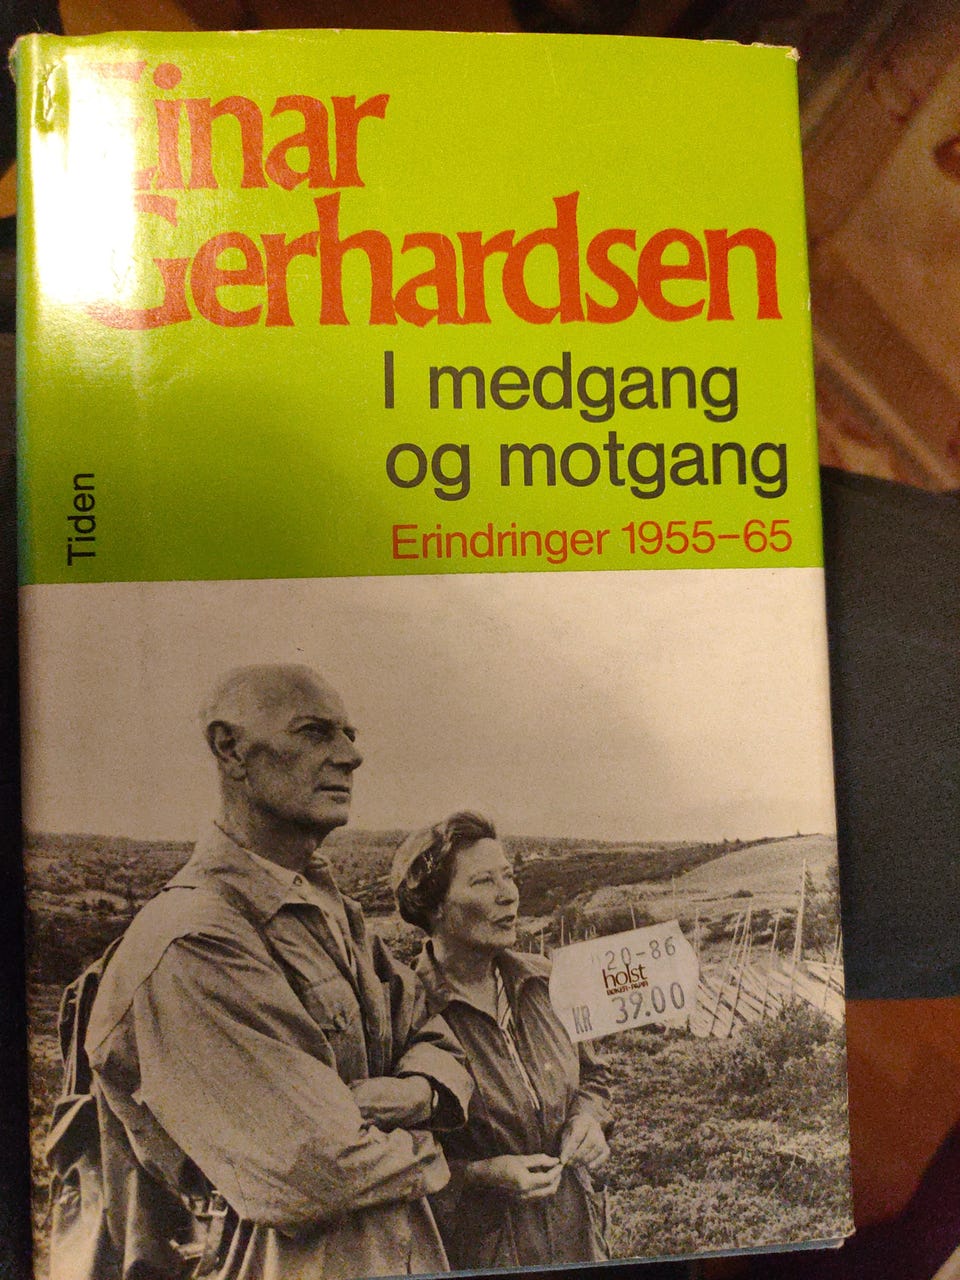 Einar
Gerhardsen
I medgang
og motgang
Erindringer 1955–65
Tiden
20-86
holst
KR 39.00